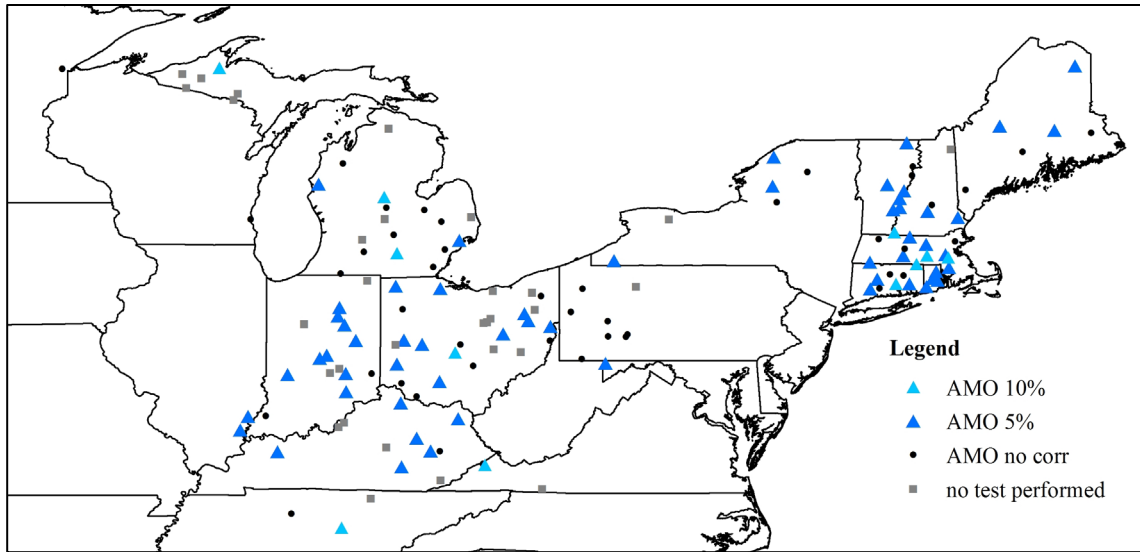 Legend
AMO 10%
AMO 5%
AMO no corr
no test performed